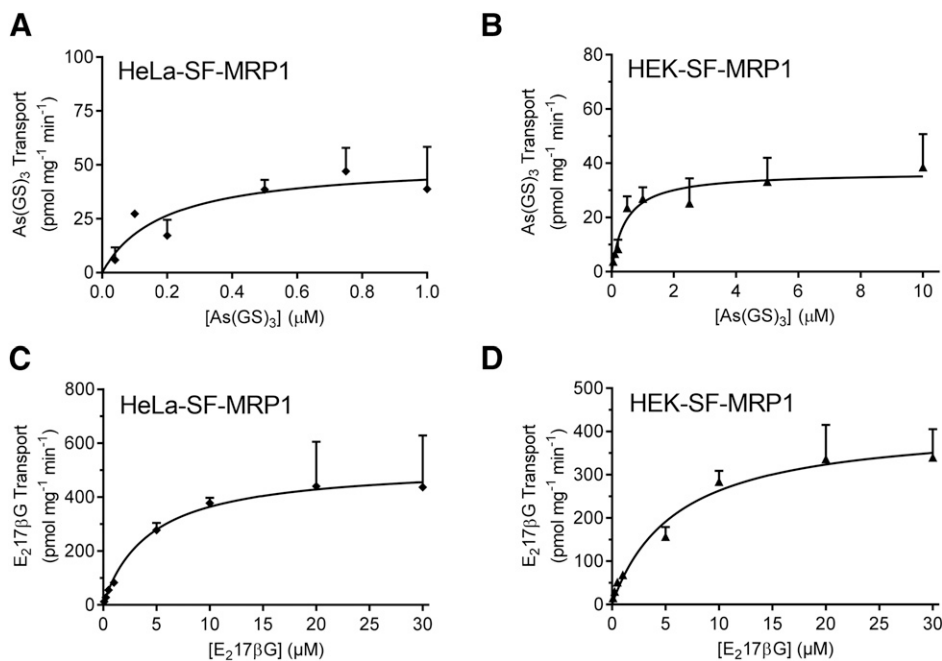 A
HeLa-SF-MRP1
As(GS)₃ Transport
(pmol mg⁻¹ min⁻¹)
100
75
50
25
0
0.0 0.2 0.4 0.6 0.8 1.0
[As(GS)₃] (μM)
B
HEK-SF-MRP1
As(GS)₃ Transport
(pmol mg⁻¹ min⁻¹)
80
60
40
20
0
0 2 4 6 8 10
[As(GS)₃] (μM)
C
HeLa-SF-MRP1
E₂17βG Transport
(pmol mg⁻¹ min⁻¹)
800
600
400
200
0
0 5 10 15 20 25 30
[E₂17βG] (μM)
D
HEK-SF-MRP1
E₂17βG Transport
(pmol mg⁻¹ min⁻¹)
500
400
300
200
100
0
0 5 10 15 20 25 30
[E₂17βG] (μM)